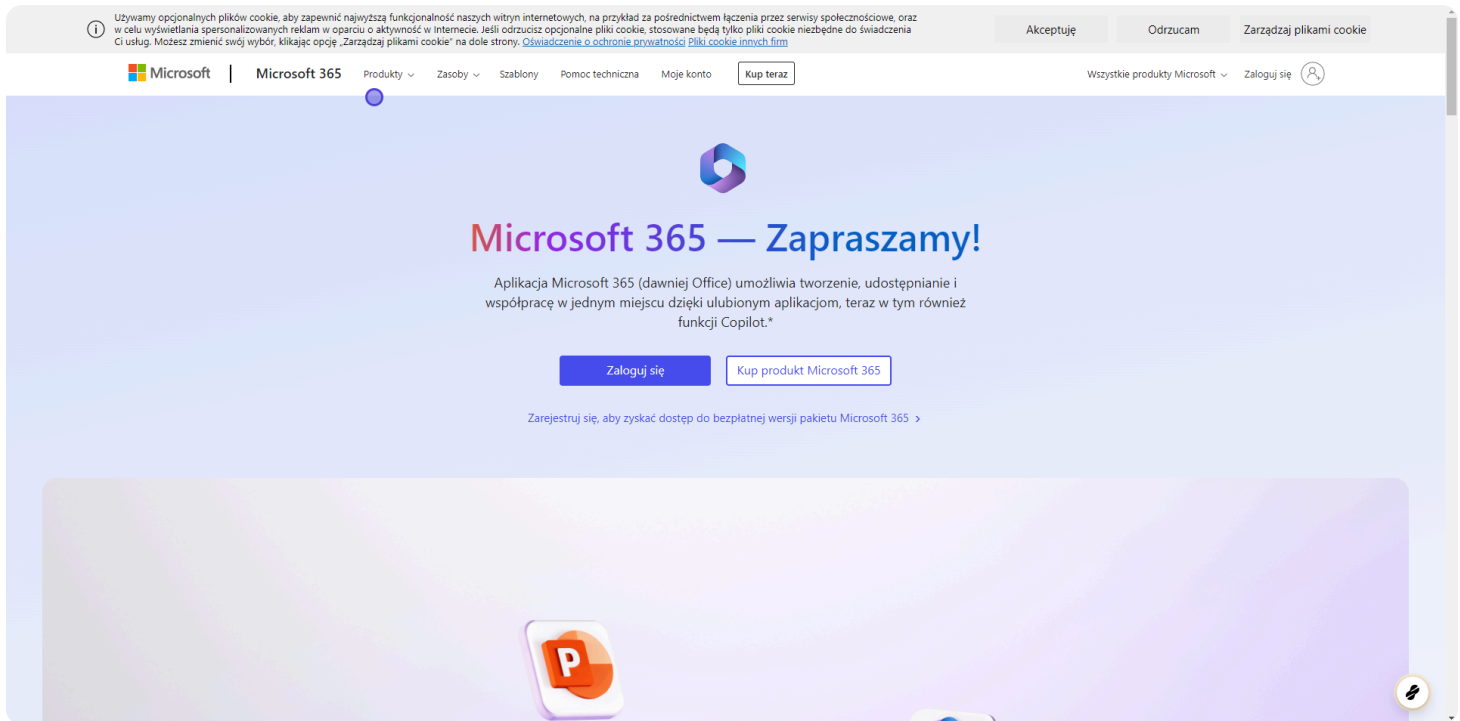 Używamy opcjonalnych plików cookie, aby zapewnić najwyższą funkcjonalność naszych witryn internetowych, na przykład za pośrednictwem łączenia przez serwisy społecznościowe, oraz
w celu wyświetlania spersonalizowanych reklam w oparciu o aktywność w Internecie. Jeśli odrzucisz opcjonalne pliki cookie, stosowane będą tylko pliki cookie niezbędne do świadczenia
Ci usług. Możesz zmienić swój wybór, klikając opcję „Zarządzaj plikami cookie” na dole strony. Oświadczenie o ochronie prywatności Pliki cookie innych firm
Akceptuję
Odrzucam
Zarządzaj plikami cookie
Microsoft
Microsoft 365
Produkty
Zasoby
Szablony
Pomoc techniczna
Moje konto
Kup teraz
Wszystkie produkty Microsoft
Zaloguj się
Microsoft 365 — Zapraszamy!
Aplikacja Microsoft 365 (dawniej Office) umożliwia tworzenie, udostępnianie i
współpracę w jednym miejscu dzięki ulubionym aplikacjom, teraz w tym również
funkcji Copilot.*
Zaloguj się
Kup produkt Microsoft 365
Zarejestruj się, aby zyskać dostęp do bezpłatnej wersji pakietu Microsoft 365
P